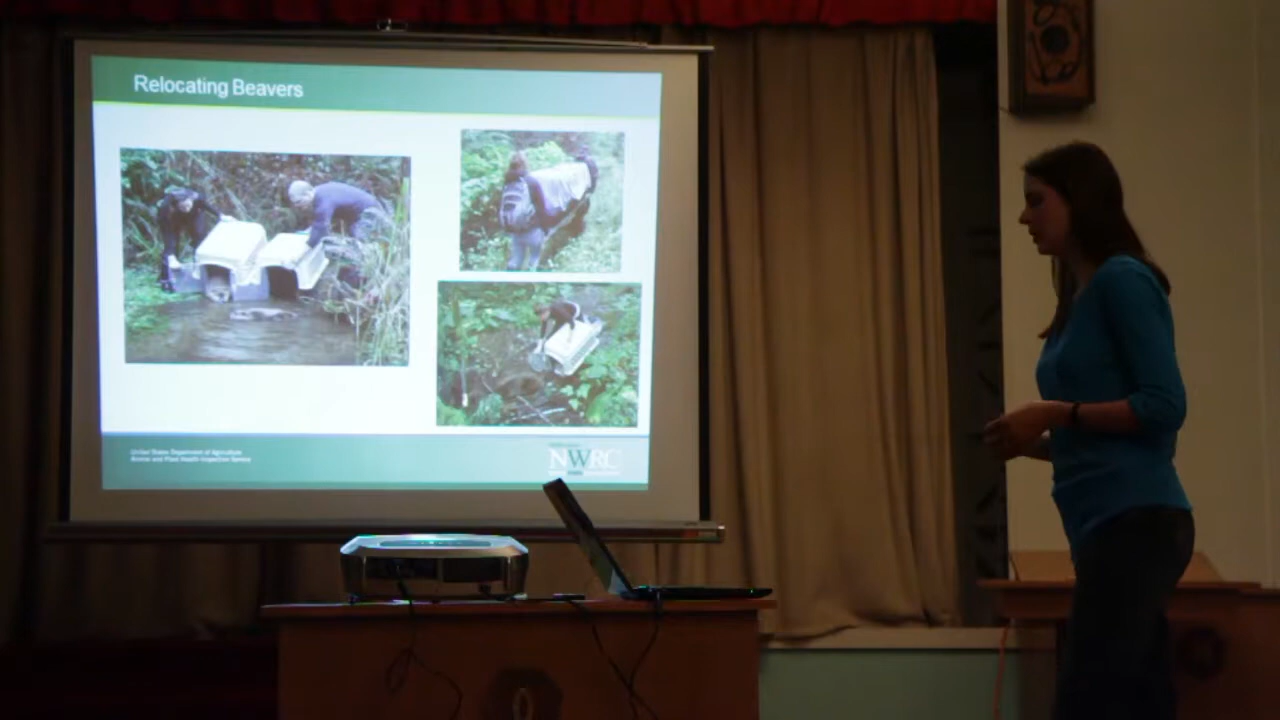 Relocating Beavers
United States Department of Agriculture
Animal and Plant Health Inspection Service
NWRC